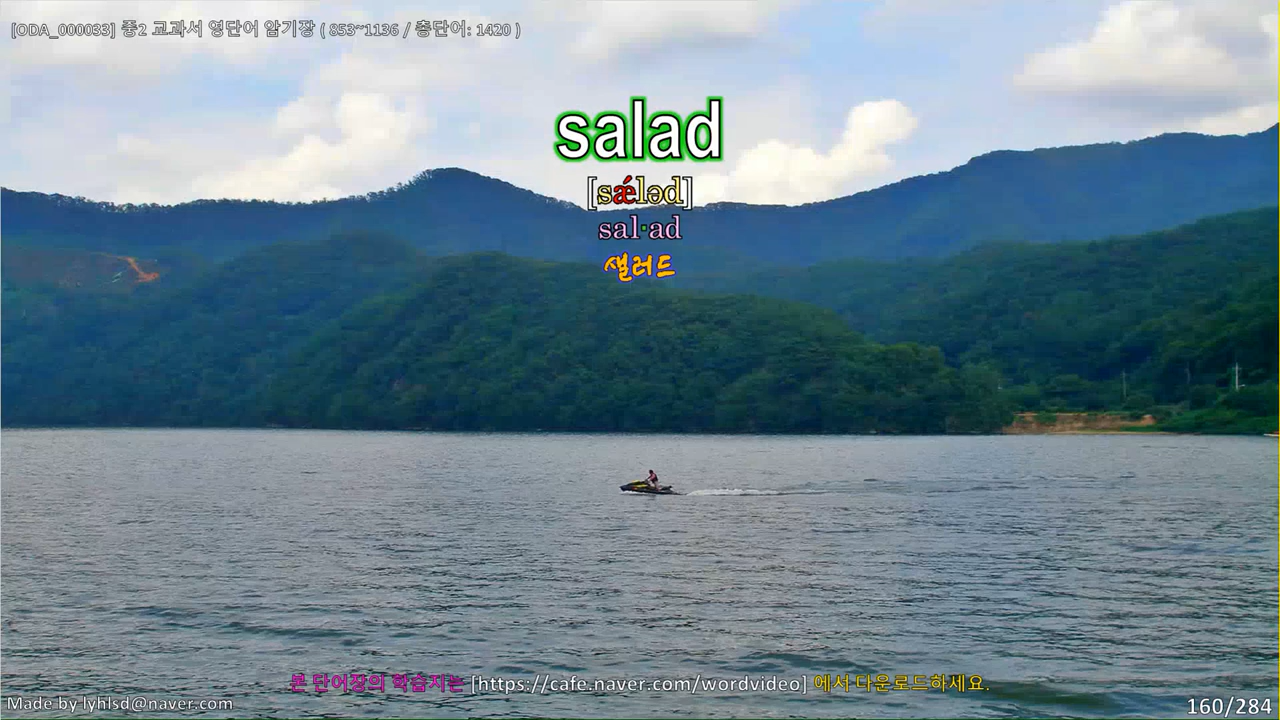 [ODA_000033] 중2 교과서 영단어 암기장 ( 853~1136 / 총단어: 1420 )
salad
[sǽləd]
sal·ad
샐러드
본 단어장의 학습지는 [https://cafe.naver.com/wordvideo] 에서 다운로드하세요.
Made by lyhlsd@naver.com
160/284